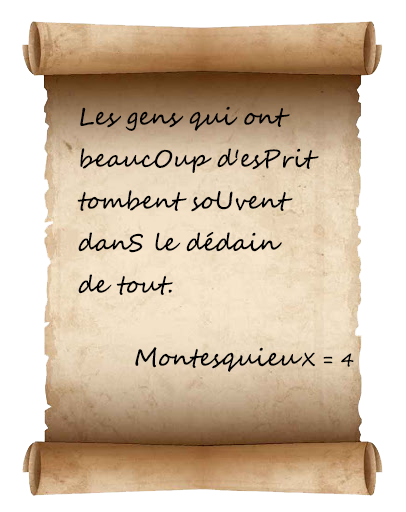 Les gens qui ont
beaucOup d'esPrit
tombent soUvent
danS le dédain
de tout.
MontesquieuX = 4